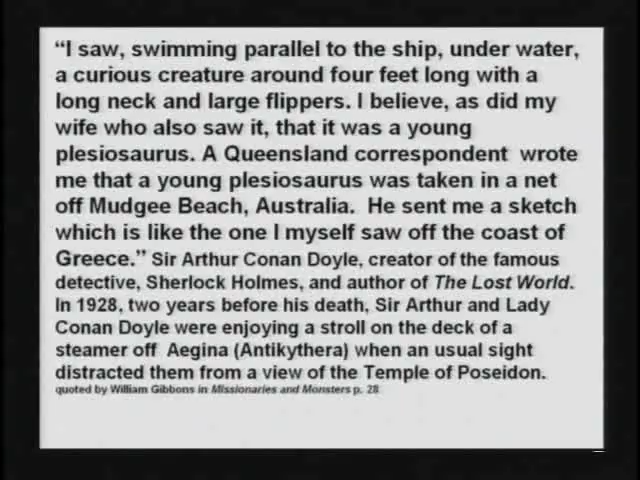 “I saw, swimming parallel to the ship, under water,
a curious creature around four feet long with a
long neck and large flippers. I believe, as did my
wife who also saw it, that it was a young
plesiosaurus. A Queensland correspondent wrote
me that a young plesiosaurus was taken in a net
off Mudgee Beach, Australia. He sent me a sketch
which is like the one I myself saw off the coast of
Greece.” Sir Arthur Conan Doyle, creator of the famous
detective, Sherlock Holmes, and author of The Lost World.
In 1928, two years before his death, Sir Arthur and Lady
Conan Doyle were enjoying a stroll on the deck of a
steamer off Aegina (Antikythera) when an usual sight
distracted them from a view of the Temple of Poseidon.
quoted by William Gibbons in Missionaries and Monsters p. 28